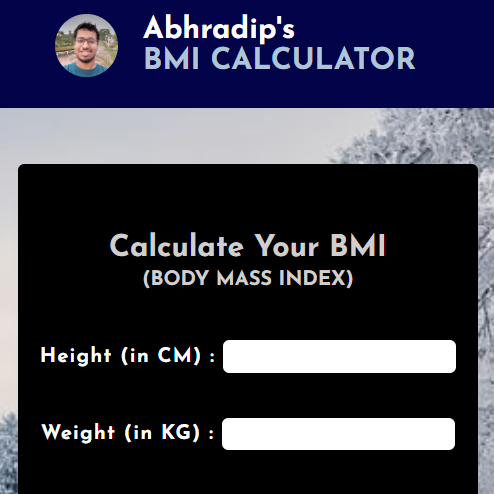 Abhradip's
BMI CALCULATOR
Calculate Your BMI
(BODY MASS INDEX)
Height (in CM) :
Weight (in KG) :